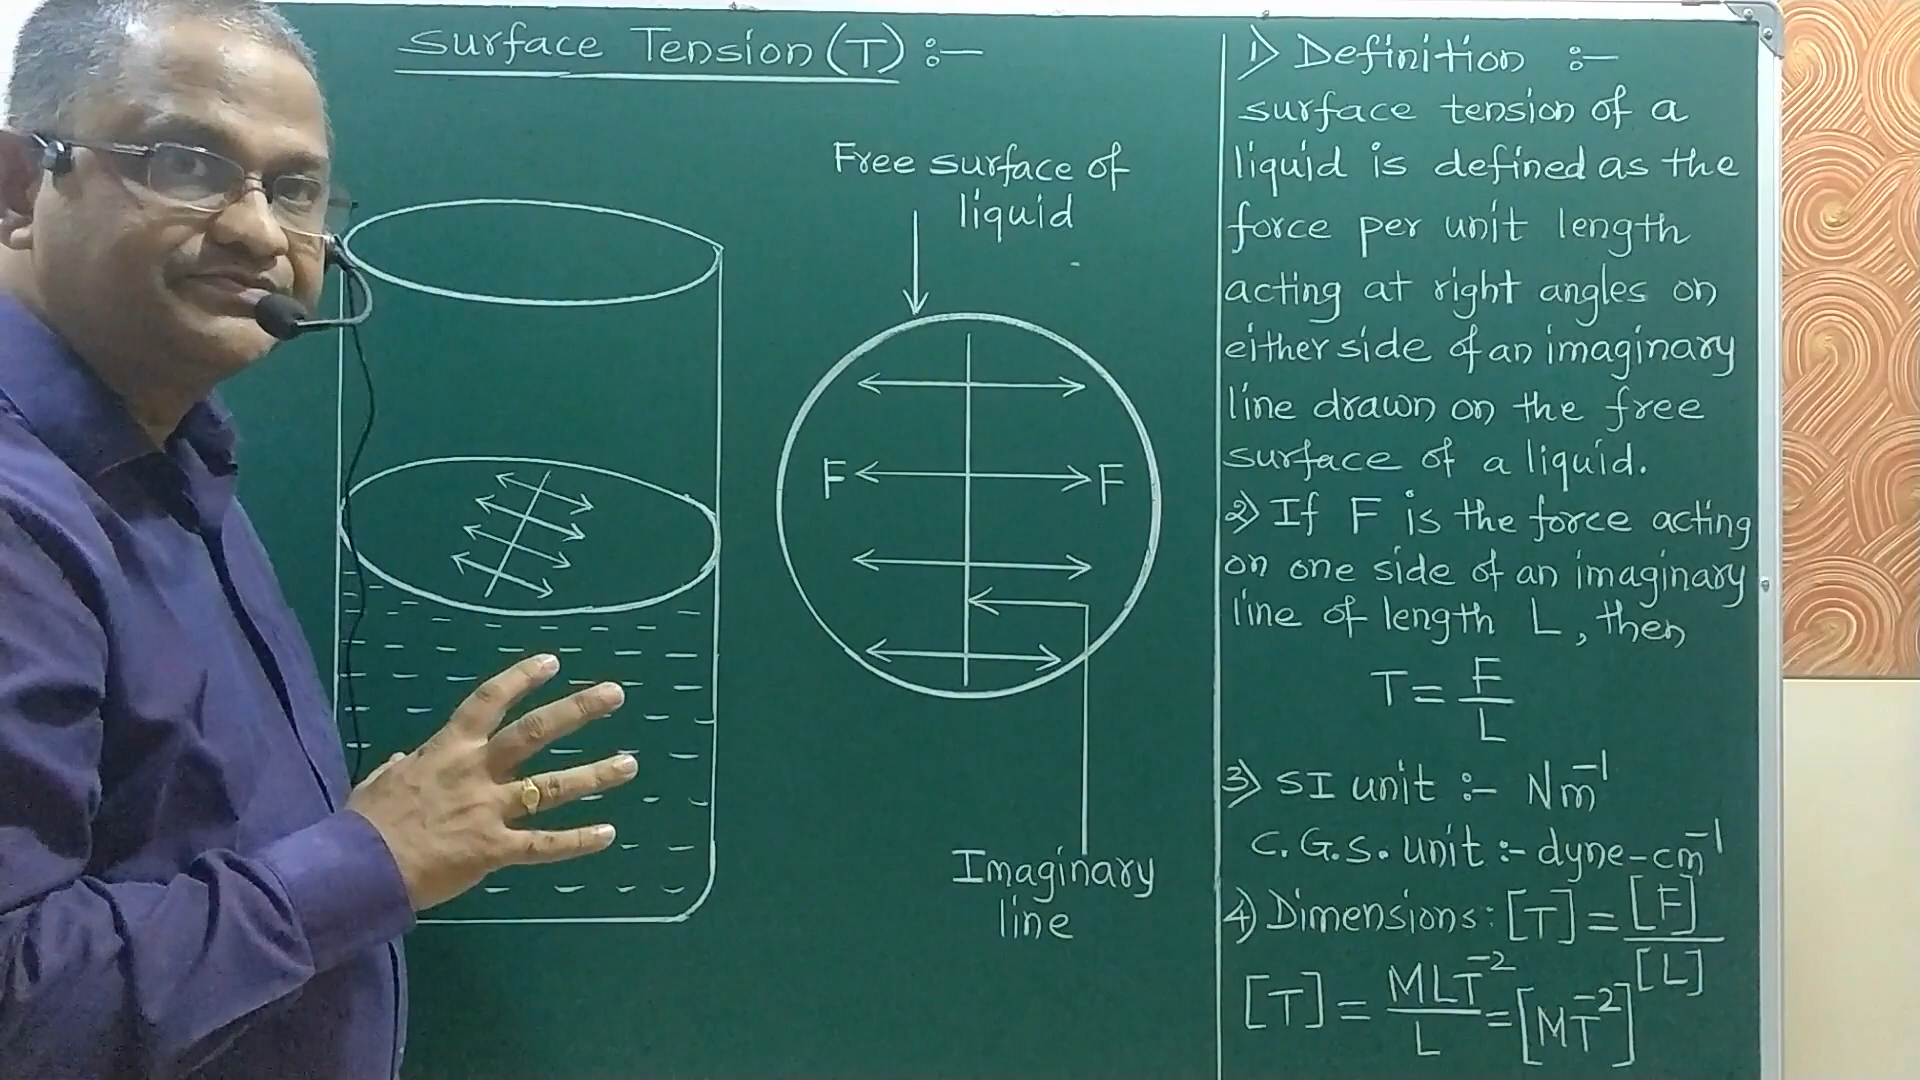 Surface Tension (T) :-
Free surface of
liquid
F F
Imaginary
line
1) Definition :-
surface tension of a
liquid is defined as the
force per unit length
acting at right angles on
either side of an imaginary
line drawn on the free
surface of a liquid.
2) If F is the force acting
on one side of an imaginary
line of length L, then
T = F/L
3) SI unit :- Nm⁻¹
C.G.S. unit :- dyne-cm⁻¹
4) Dimensions: [T] = [F]/[L]
[T] = MLT⁻²/L = [MT⁻²]